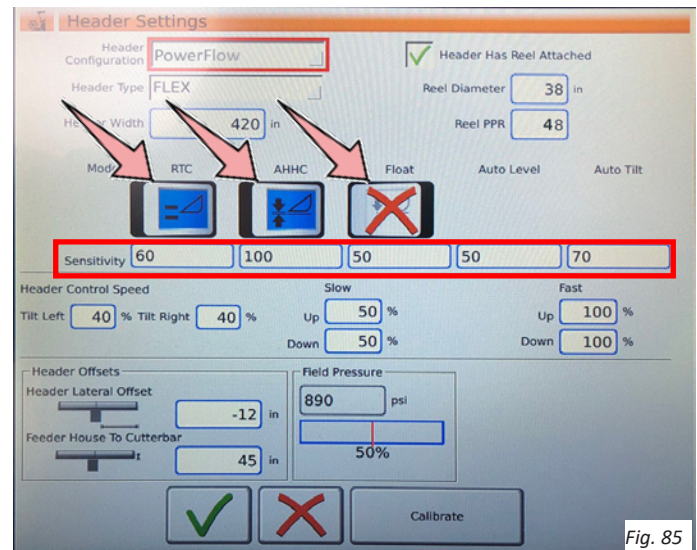 Header Settings
Header Configuration PowerFlow
Header Has Reel Attached
Header Type FLEX
Reel Diameter 38 in
Header Width 420 in
Reel PPR 48
RTC AHHC Float Auto Level Auto Tilt
Sensitivity 60 100 50 50 70
Header Control Speed Slow Fast
Tilt Left 40 % Tilt Right 40 % Up 50 % Up 100 %
Down 50 % Down 100 %
Header Offsets
Field Pressure
Header Lateral Offset
-12 in
890 psi
Feeder House To Cutterbar
45 in
50%
Calibrate
Fig. 85